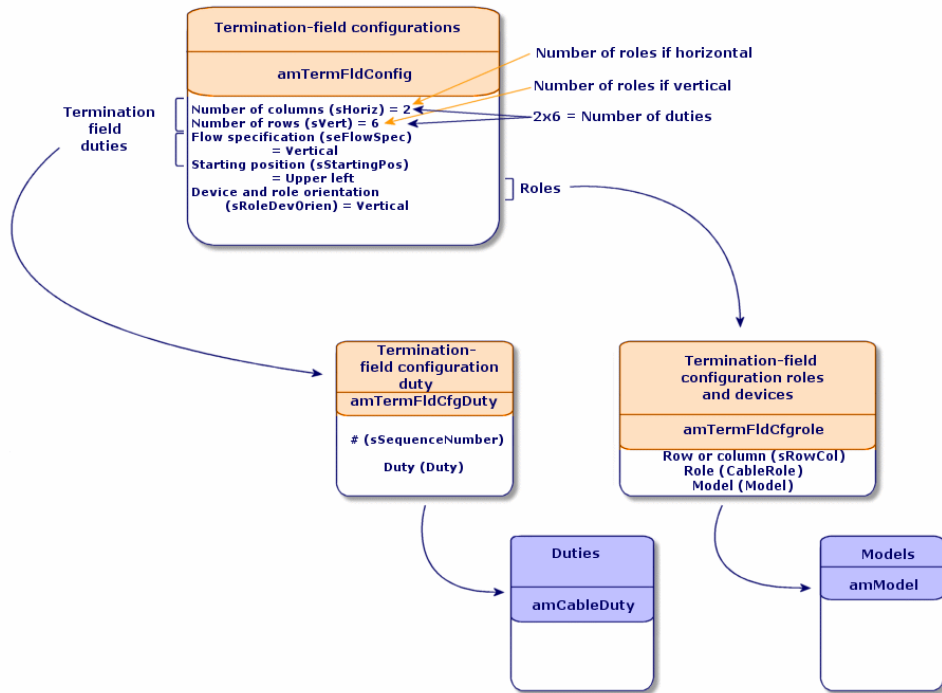 Termination-field configurations
amTermFldConfig
Number of roles if horizontal
Number of roles if vertical
2x6 = Number of duties
Termination
field
duties
Number of columns (sHoriz) = 2
Number of rows (sVert) = 6
Flow specification (seFlowSpec)
= Vertical
Starting position (sStartingPos)
= Upper left
Device and role orientation
(sRoleDevOrien) = Vertical
Roles
Termination-
field configuration
duty
amTermFldCfgDuty
# (sSequenceNumber)
Duty (Duty)
Termination-field
configuration roles
and devices
amTermFldCfgrole
Row or column (sRowCol)
Role (CableRole)
Model (Model)
Duties
amCableDuty
Models
amModel